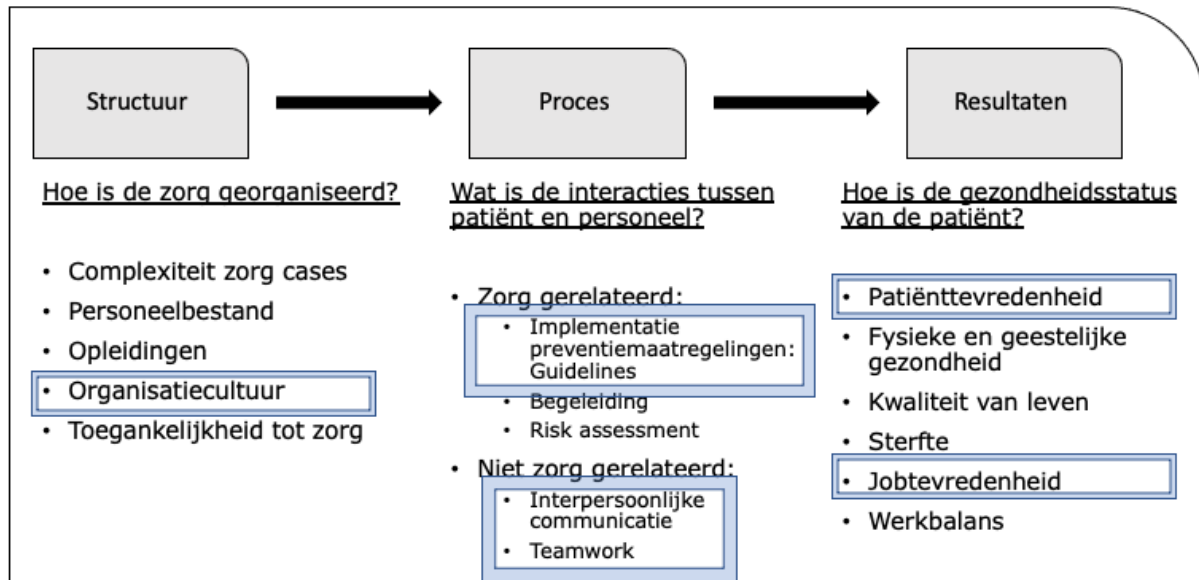 Structuur
Proces
Resultaten
Hoe is de zorg georganiseerd?
• Complexiteit zorg cases
• Personeelbestand
• Opleidingen
• Organisatiecultuur
• Toegankelijkheid tot zorg
Wat is de interacties tussen
patiënt en personeel?
• Zorg gerelateerd:
• Implementatie
preventiemaatregelingen:
Guidelines
• Begeleiding
• Risk assessment
• Niet zorg gerelateerd:
• Interpersoonlijke
communicatie
• Teamwork
Hoe is de gezondheidsstatus
van de patiënt?
• Patiënttevredenheid
• Fysieke en geestelijke
gezondheid
• Kwaliteit van leven
• Sterfte
• Jobtevredenheid
• Werkbalans